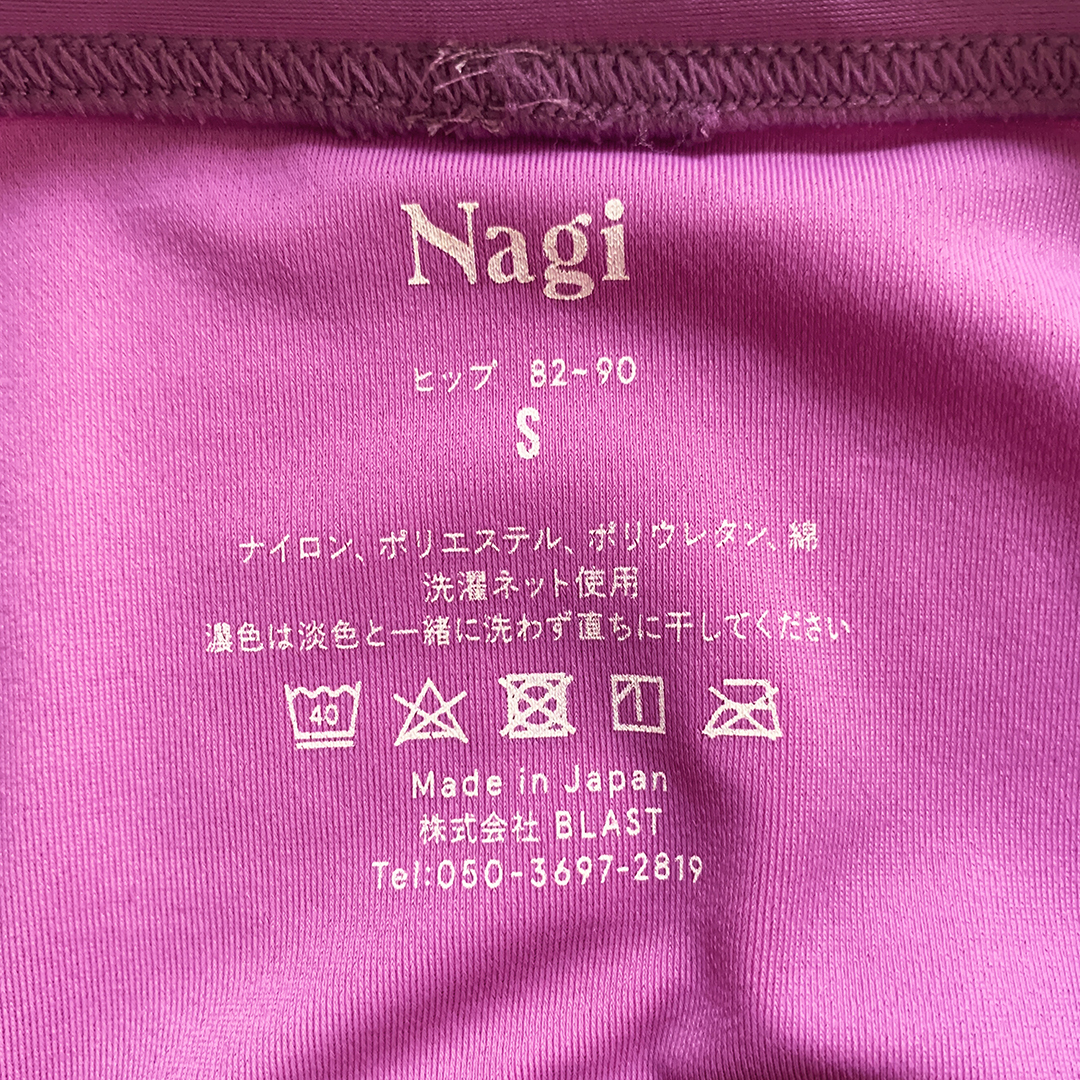 Nagi
ヒップ 82-90
S
ナイロン、ポリエステル、ポリウレタン、綿
洗濯ネット使用
濃色は淡色と一緒に洗わず直ちに干してください
40
Made in Japan
株式会社 BLAST
Tel:050-3697-2819